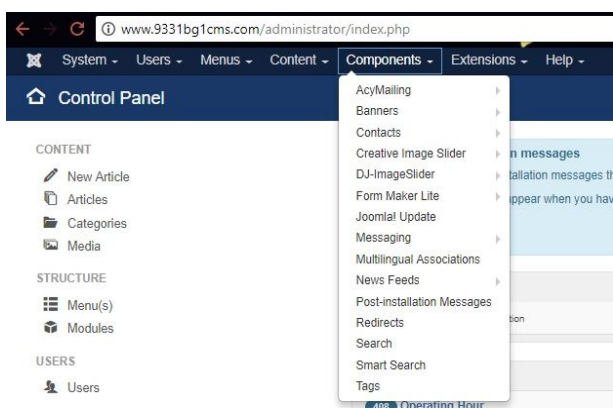 www.9331bg1cms.com/administrator/index.php
System Users Menus Content Components Extensions Help
Control Panel
CONTENT
New Article
Articles
Categories
Media
STRUCTURE
Menu(s)
Modules
USERS
Users
AcyMailing
Banners
Contacts
Creative Image Slider
DJ-ImageSlider
Form Maker Lite
Joomla! Update
Messaging
Multilingual Associations
News Feeds
Post-installation Messages
Redirects
Search
Smart Search
Tags
n messages
tallation messages th
appear when you hav
tion
408 Operating Hour